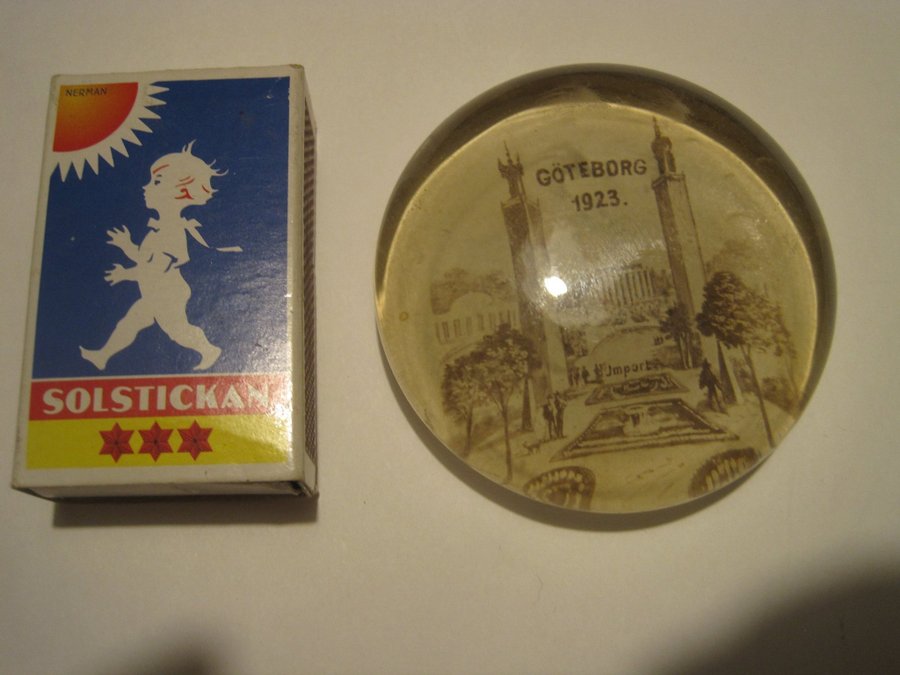 NERMAN
SOLSTICKAN
GÖTEBORG
1923.
Import